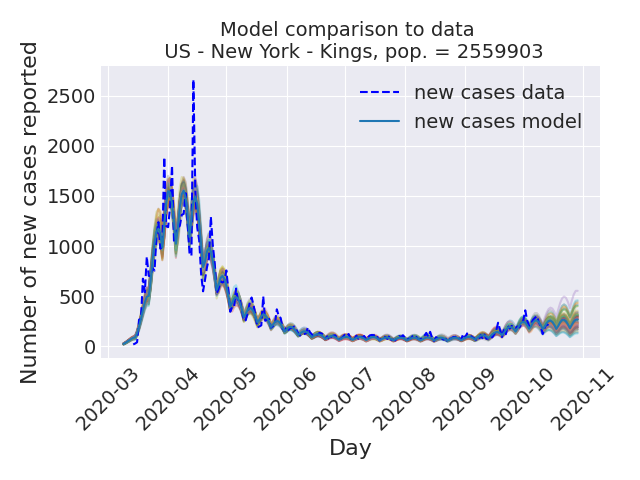 Model comparison to data
US - New York - Kings, pop. = 2559903
Number of new cases reported
2500
2000
1500
1000
500
0
new cases data
new cases model
2020-03
2020-04
2020-05
2020-06
2020-07
2020-08
2020-09
2020-10
2020-11
Day